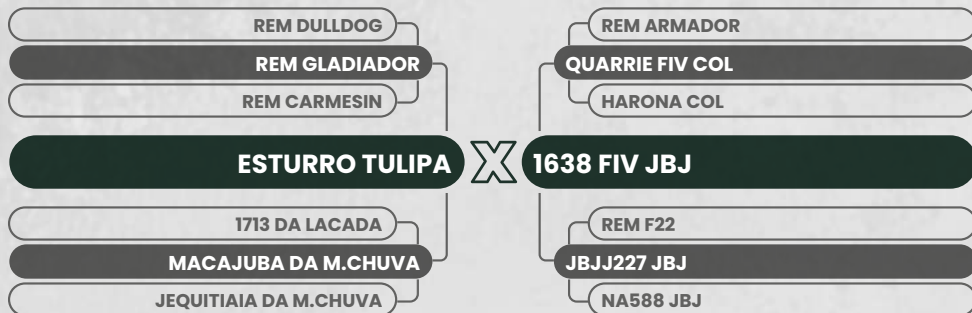 REM DULLDOG
REM GLADIADOR
REM CARMESIN
ESTURRO TULIPA
1713 DA LACADA
MACAJUBA DA M.CHUVA
JEQUITIAIA DA M.CHUVA
X
REM ARMADOR
QUARRIE FIV COL
HARONA COL
1638 FIV JBJ
REM F22
JBJJ227 JBJ
NA588 JBJ